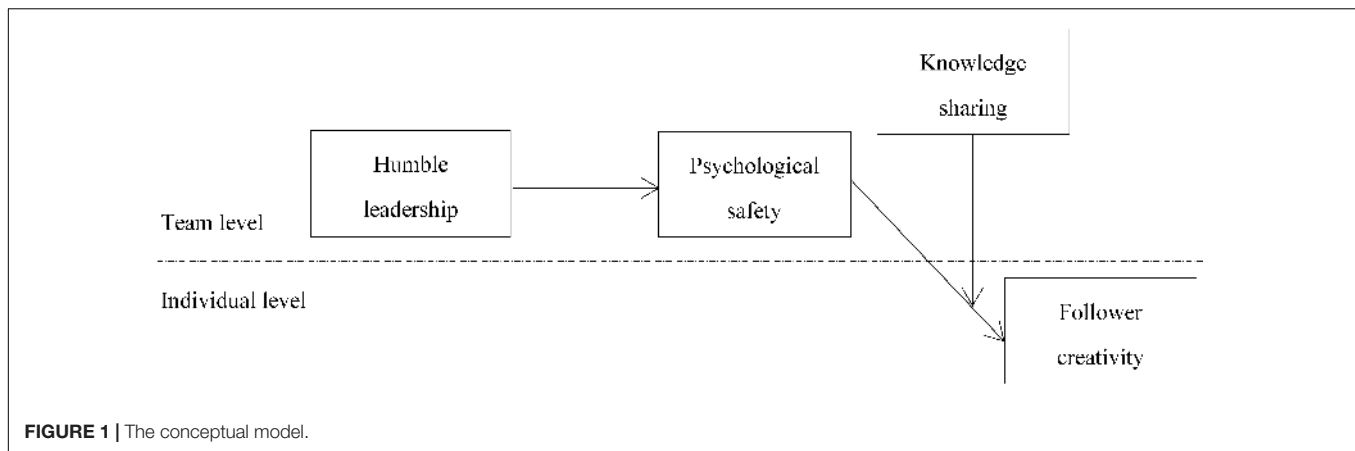 Knowledge
sharing
Humble
leadership
Psychological
safety
Team level
Individual level
Follower
creativity
FIGURE 1 | The conceptual model.